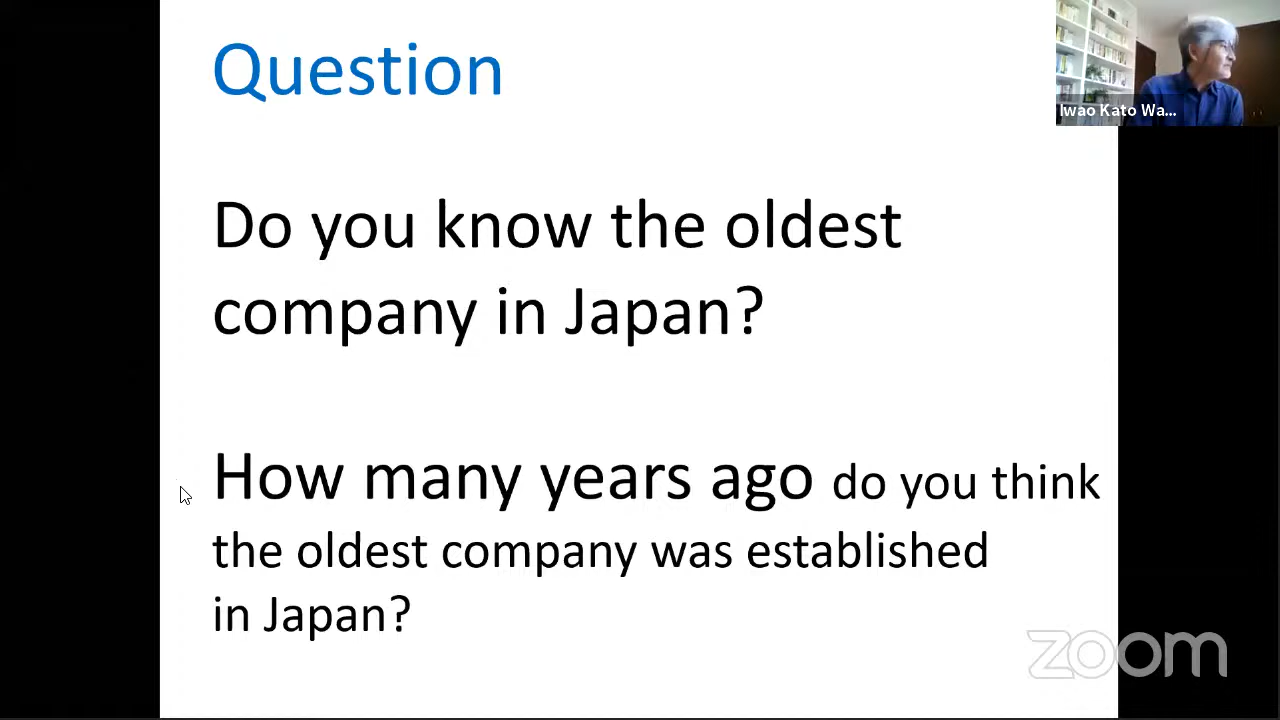 Question
Iwao Kato Wa...
Do you know the oldest
company in Japan?
How many years ago do you think
the oldest company was established
in Japan?
zoom